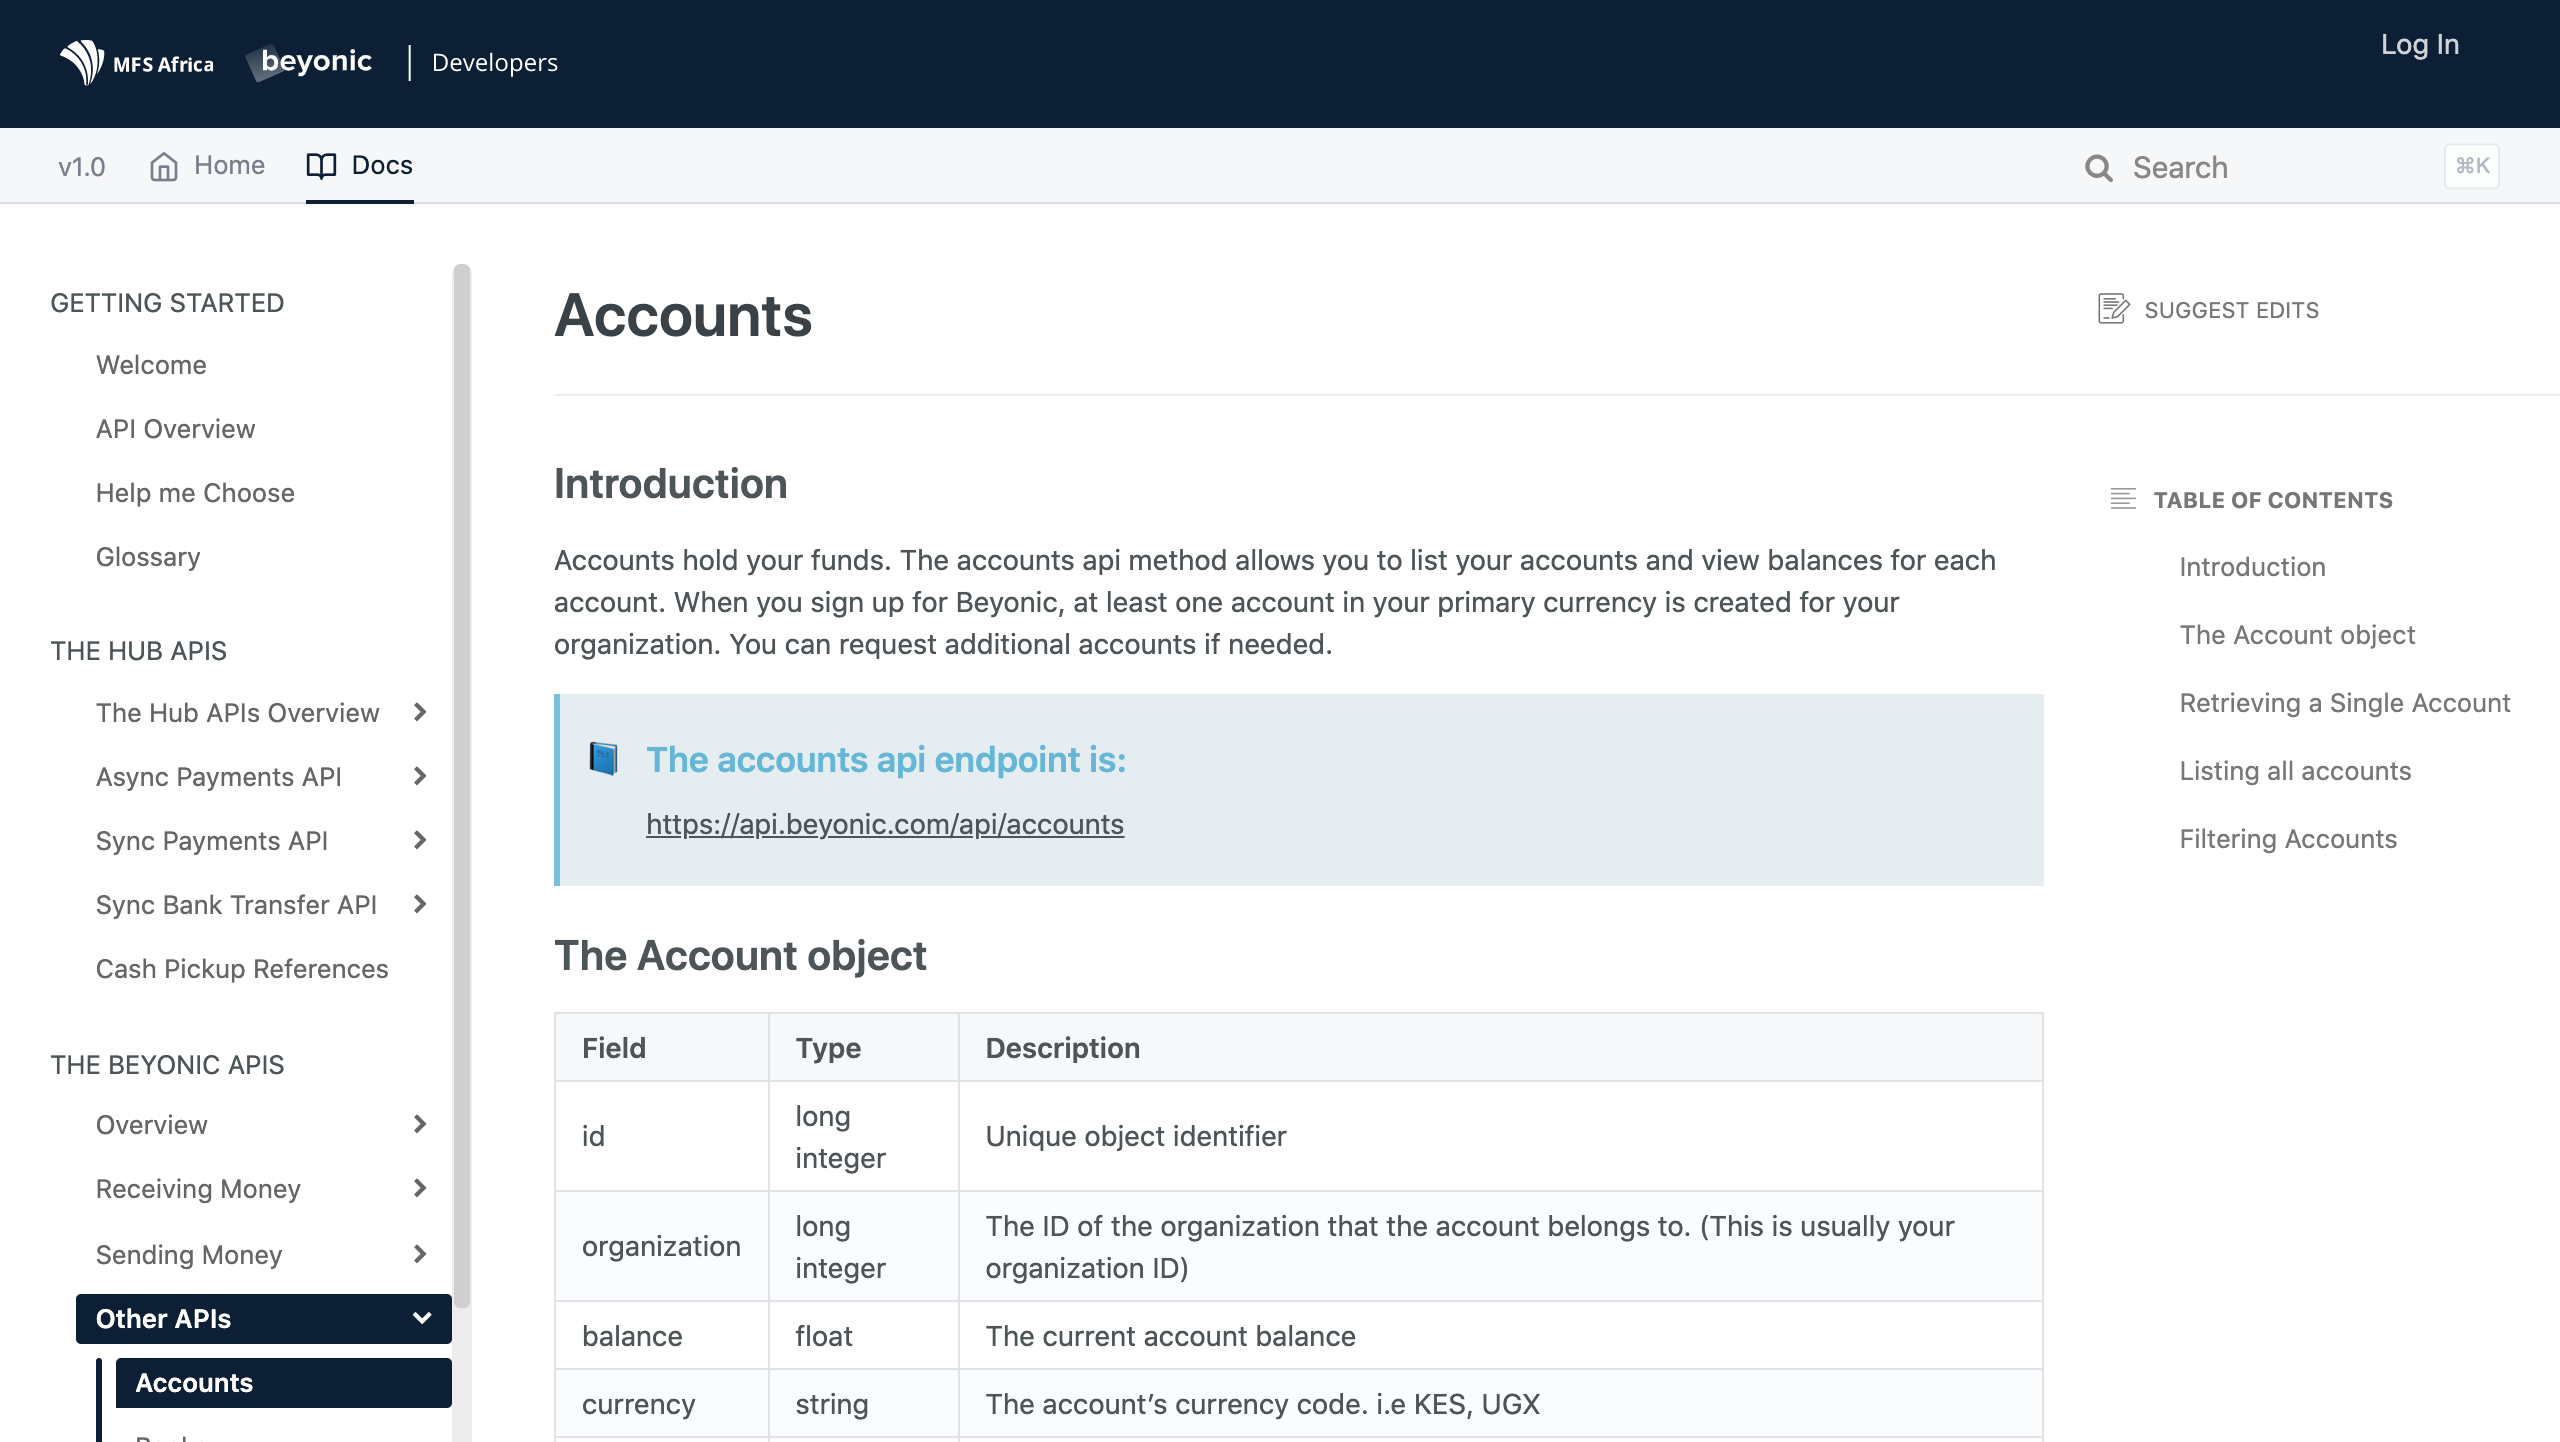 MFS Africa beyonic | Developers
Log In
v1.0 Home Docs
Search ⌘K
GETTING STARTED
Welcome
API Overview
Help me Choose
Glossary
THE HUB APIS
The Hub APIs Overview
Async Payments API
Sync Payments API
Sync Bank Transfer API
Cash Pickup References
THE BEYONIC APIS
Overview
Receiving Money
Sending Money
Other APIs
Accounts
Accounts
SUGGEST EDITS
Introduction
Accounts hold your funds. The accounts api method allows you to list your accounts and view balances for each
account. When you sign up for Beyonic, at least one account in your primary currency is created for your
organization. You can request additional accounts if needed.
The accounts api endpoint is:
https://api.beyonic.com/api/accounts
The Account object
Field Type Description
id long integer Unique object identifier
organization long integer The ID of the organization that the account belongs to. (This is usually your
organization ID)
balance float The current account balance
currency string The account’s currency code. i.e KES, UGX
TABLE OF CONTENTS
Introduction
The Account object
Retrieving a Single Account
Listing all accounts
Filtering Accounts